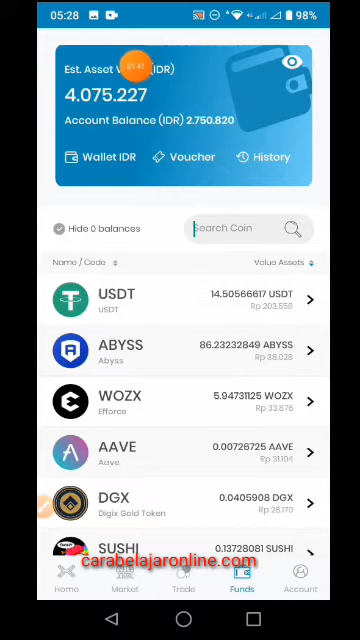 05:28
98%
Est. Asset V (IDR)
01:41
4.075.227
Account Balance (IDR) 2.750.820
Wallet IDR
Voucher
History
Hide 0 balances
Search Coin
Name / Code
Value Assets
USDT
14.50566617 USDT
USDT
Rp 203.558
ABYSS
86.23232849 ABYSS
Abyss
Rp 38.028
WOZX
5.94731125 WOZX
Efforce
Rp 33.876
AAVE
0.00726725 AAVE
Aave
Rp 31.104
DGX
0.0405908 DGX
Digix Gold Token
Rp 28.170
SUSHI
0.13728081 SUSHI
carabelajaronline.com
Home
Market
Trade
Funds
Account